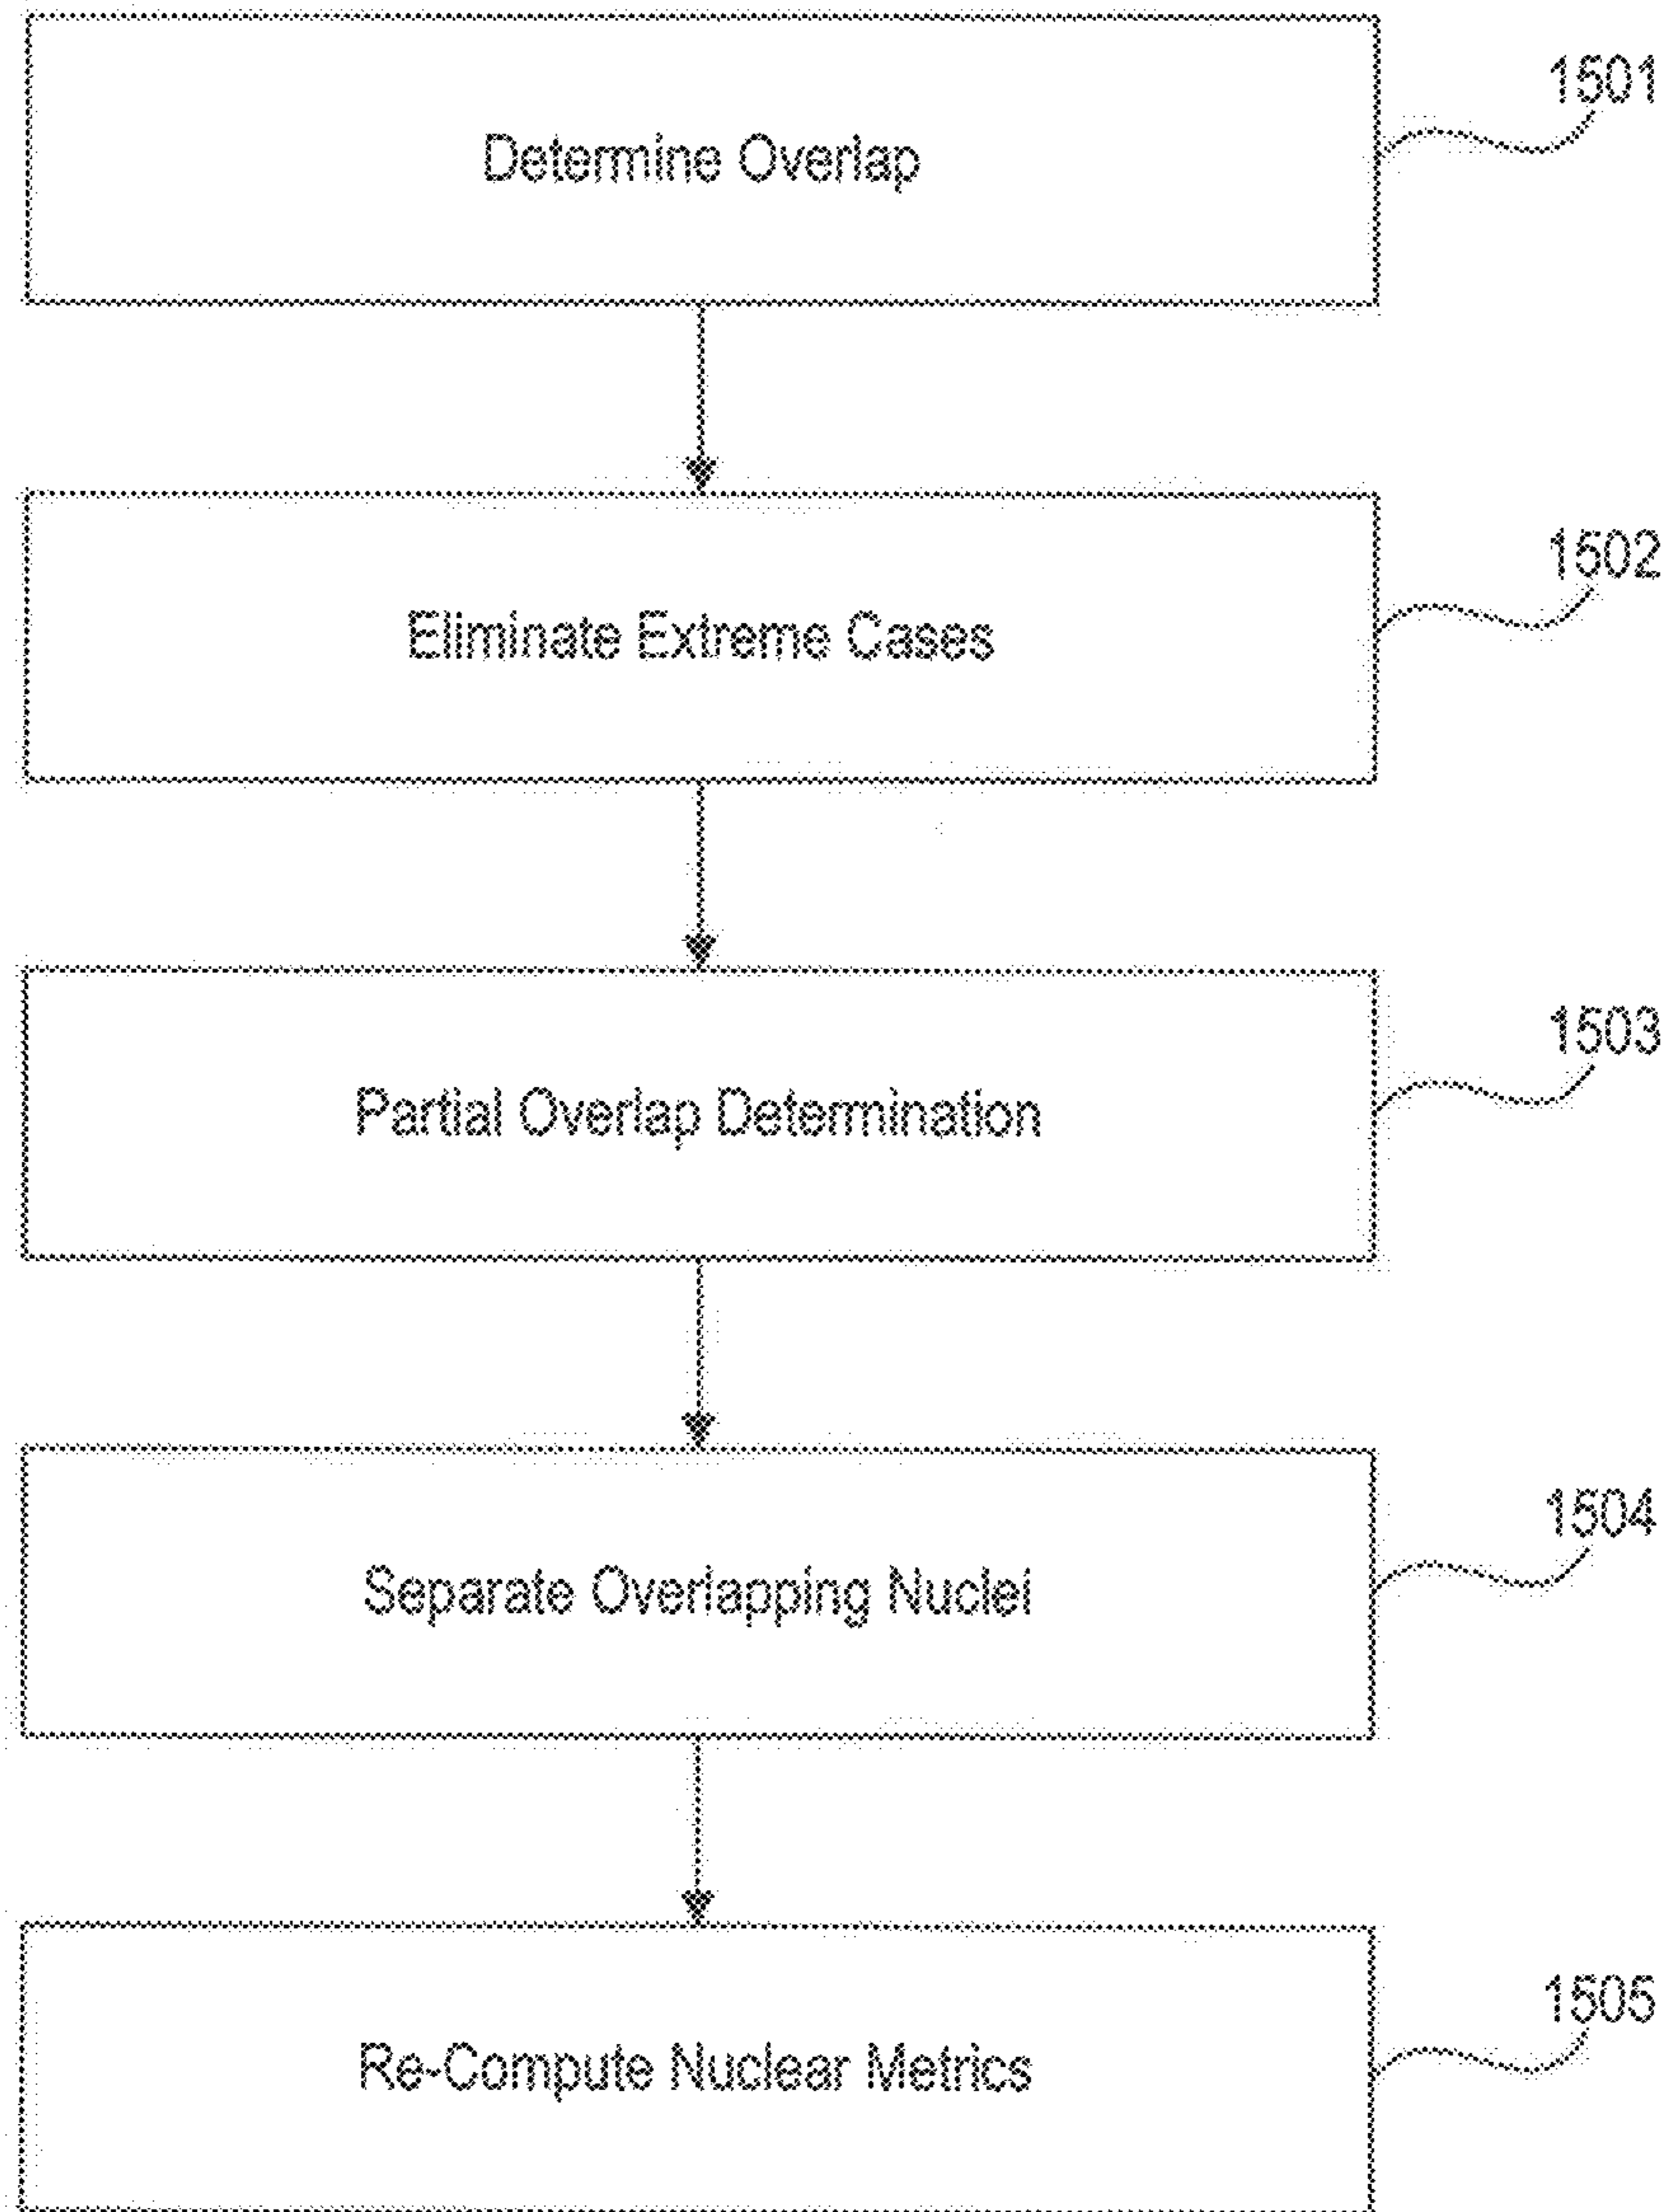 1501
Determine Overlap
1502
Eliminate Extreme Cases
1503
Partial Overlap Determination
1504
Separate Overlapping Nuclei
1505
Re-Compute Nuclear Metrics